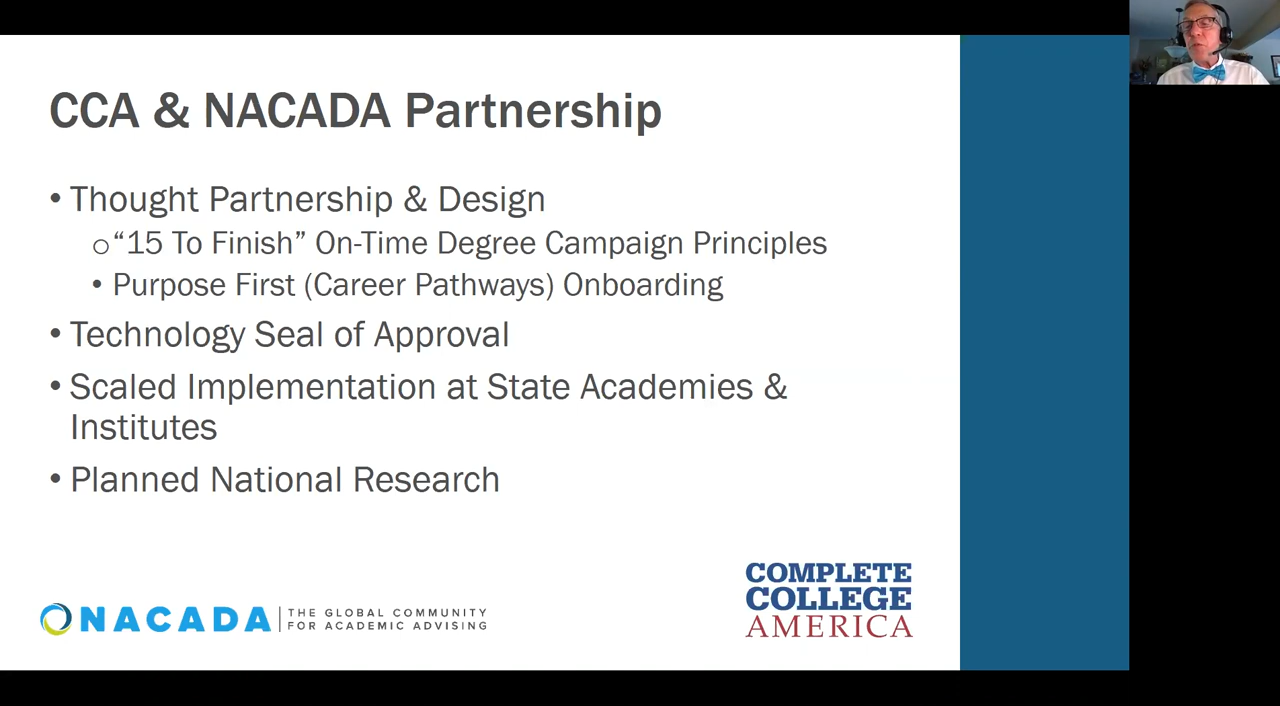 CCA & NACADA Partnership
• Thought Partnership & Design
o “15 To Finish” On-Time Degree Campaign Principles
• Purpose First (Career Pathways) Onboarding
• Technology Seal of Approval
• Scaled Implementation at State Academies &
Institutes
• Planned National Research
NACADA
THE GLOBAL COMMUNITY
FOR ACADEMIC ADVISING
COMPLETE
COLLEGE
AMERICA